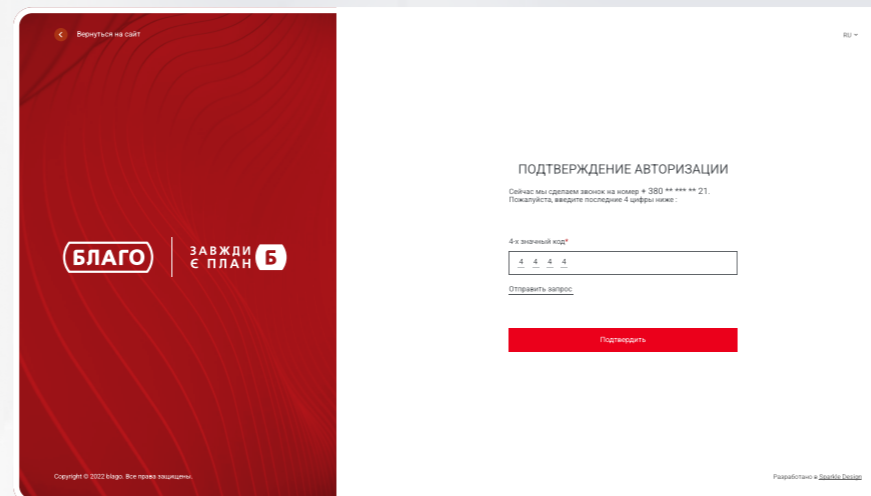 Вернуться на сайт
RU
ПОДТВЕРЖДЕНИЕ АВТОРИЗАЦИИ
Сейчас мы сделаем звонок на номер + 380 ** *** ** 21.
Пожалуйста, введите последние 4 цифры ниже :
4-х значный код*
4 4 4 4
Отправить запрос
Подтвердить
БЛАГО
ЗАВЖДИ
Є ПЛАН Б
Copyright © 2022 blago. Все права защищены.
Разработано в Sparkle Design